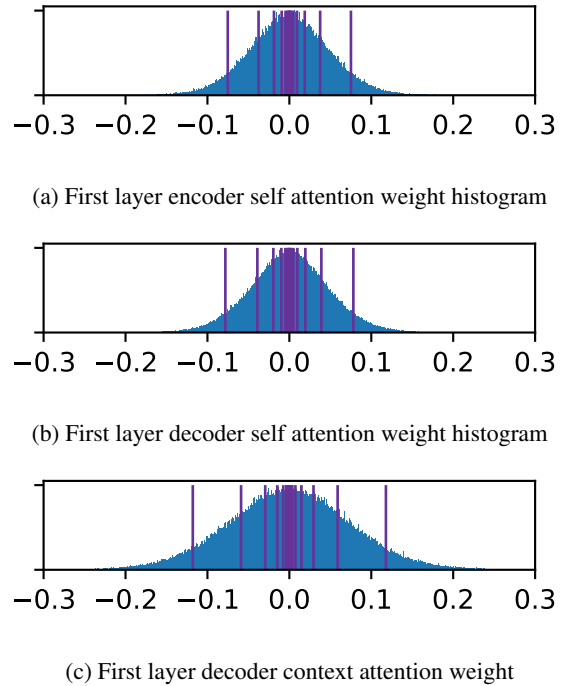 −0.3 −0.2 −0.1 0.0 0.1 0.2 0.3
(a) First layer encoder self attention weight histogram
−0.3 −0.2 −0.1 0.0 0.1 0.2 0.3
(b) First layer decoder self attention weight histogram
−0.3 −0.2 −0.1 0.0 0.1 0.2 0.3
(c) First layer decoder context attention weight